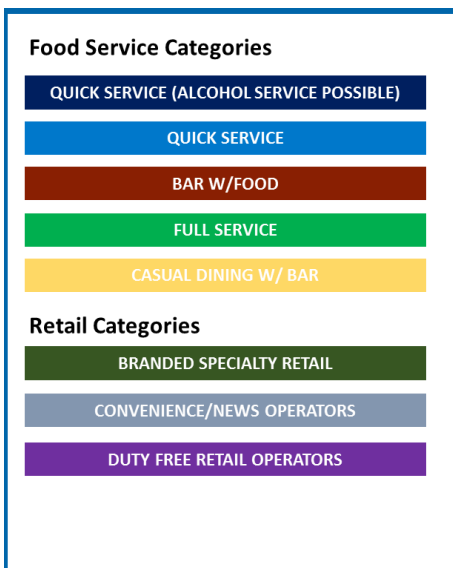 Food Service Categories
QUICK SERVICE (ALCOHOL SERVICE POSSIBLE)
QUICK SERVICE
BAR W/FOOD
FULL SERVICE
CASUAL DINING W/ BAR
Retail Categories
BRANDED SPECIALTY RETAIL
CONVENIENCE/NEWS OPERATORS
DUTY FREE RETAIL OPERATORS